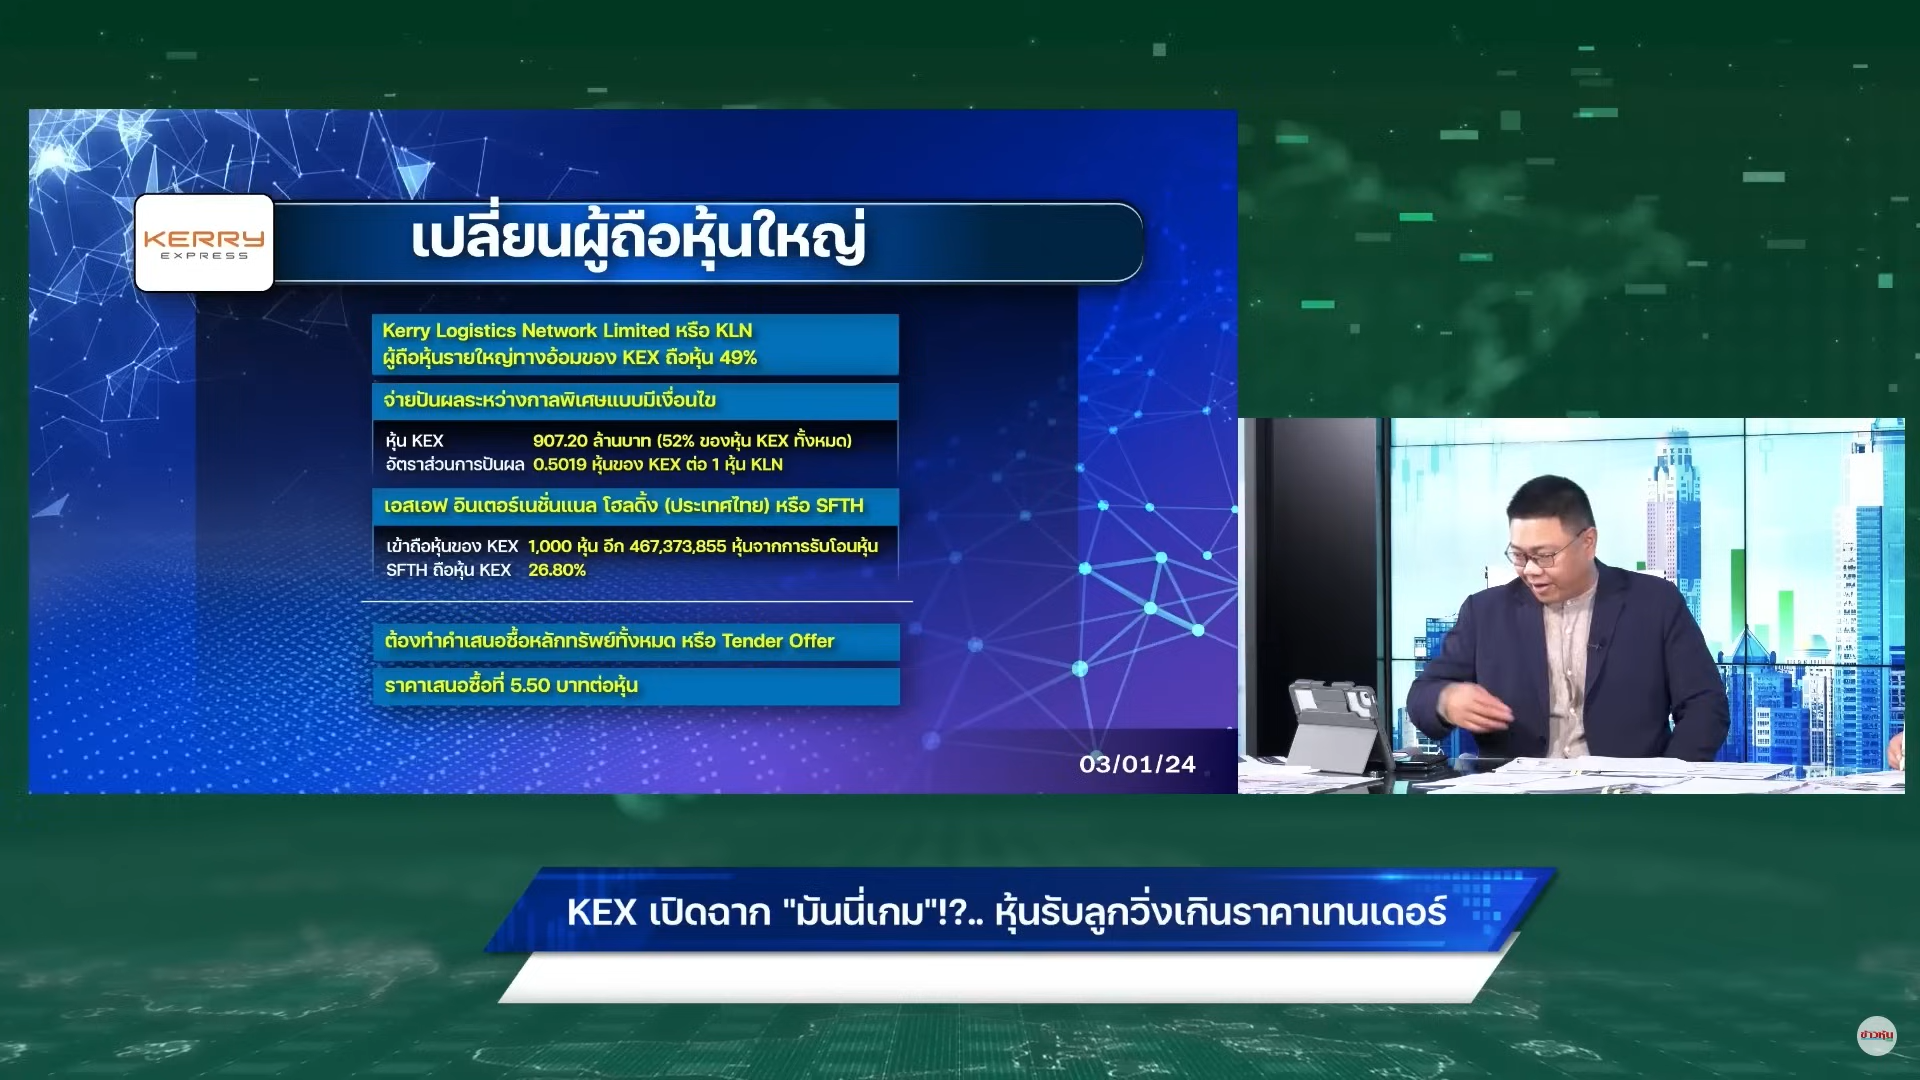 KERRY
EXPRESS
เปลี่ยนผู้ถือหุ้นใหญ่
Kerry Logistics Network Limited หรือ KLN
ผู้ถือหุ้นรายใหญ่ทางอ้อมของ KEX ถือหุ้น 49%
จ่ายปันผลระหว่างกาลพิเศษแบบมีเงื่อนไข
หุ้น KEX 907.20 ล้านบาท (52% ของหุ้น KEX ทั้งหมด)
อัตราส่วนการปันผล 0.5019 หุ้นของ KEX ต่อ 1 หุ้น KLN
เอสเอฟ อินเตอร์เนชั่นแนล โฮลดิ้ง (ประเทศไทย) หรือ SFTH
เข้าถือหุ้นของ KEX 1,000 หุ้น อีก 467,373,855 หุ้นจากการรับโอนหุ้น
SFTH ถือหุ้น KEX 26.80%
ต้องทำคำเสนอซื้อหลักทรัพย์ทั้งหมด หรือ Tender Offer
ราคาเสนอซื้อที่ 5.50 บาทต่อหุ้น
03/01/24
KEX เปิดฉาก "มันนี่เกม"!?.. หุ้นรับลูกวิ่งเกินราคาเทนเดอร์
ข่าวหุ้น